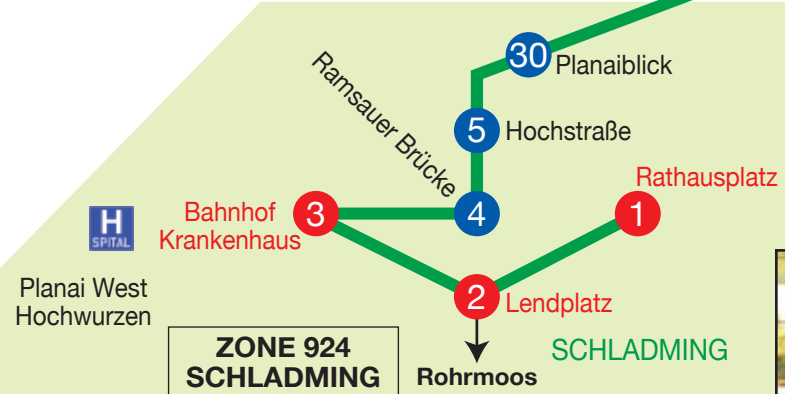 30 Planaiblick
Ramsauer Brücke
5 Hochstraße
Rathausplatz
H
SPITAL
Bahnhof
Krankenhaus
3
4
1
Planai West
Hochwurzen
2 Lendplatz
ZONE 924
SCHLADMING
Rohrmoos
SCHLADMING